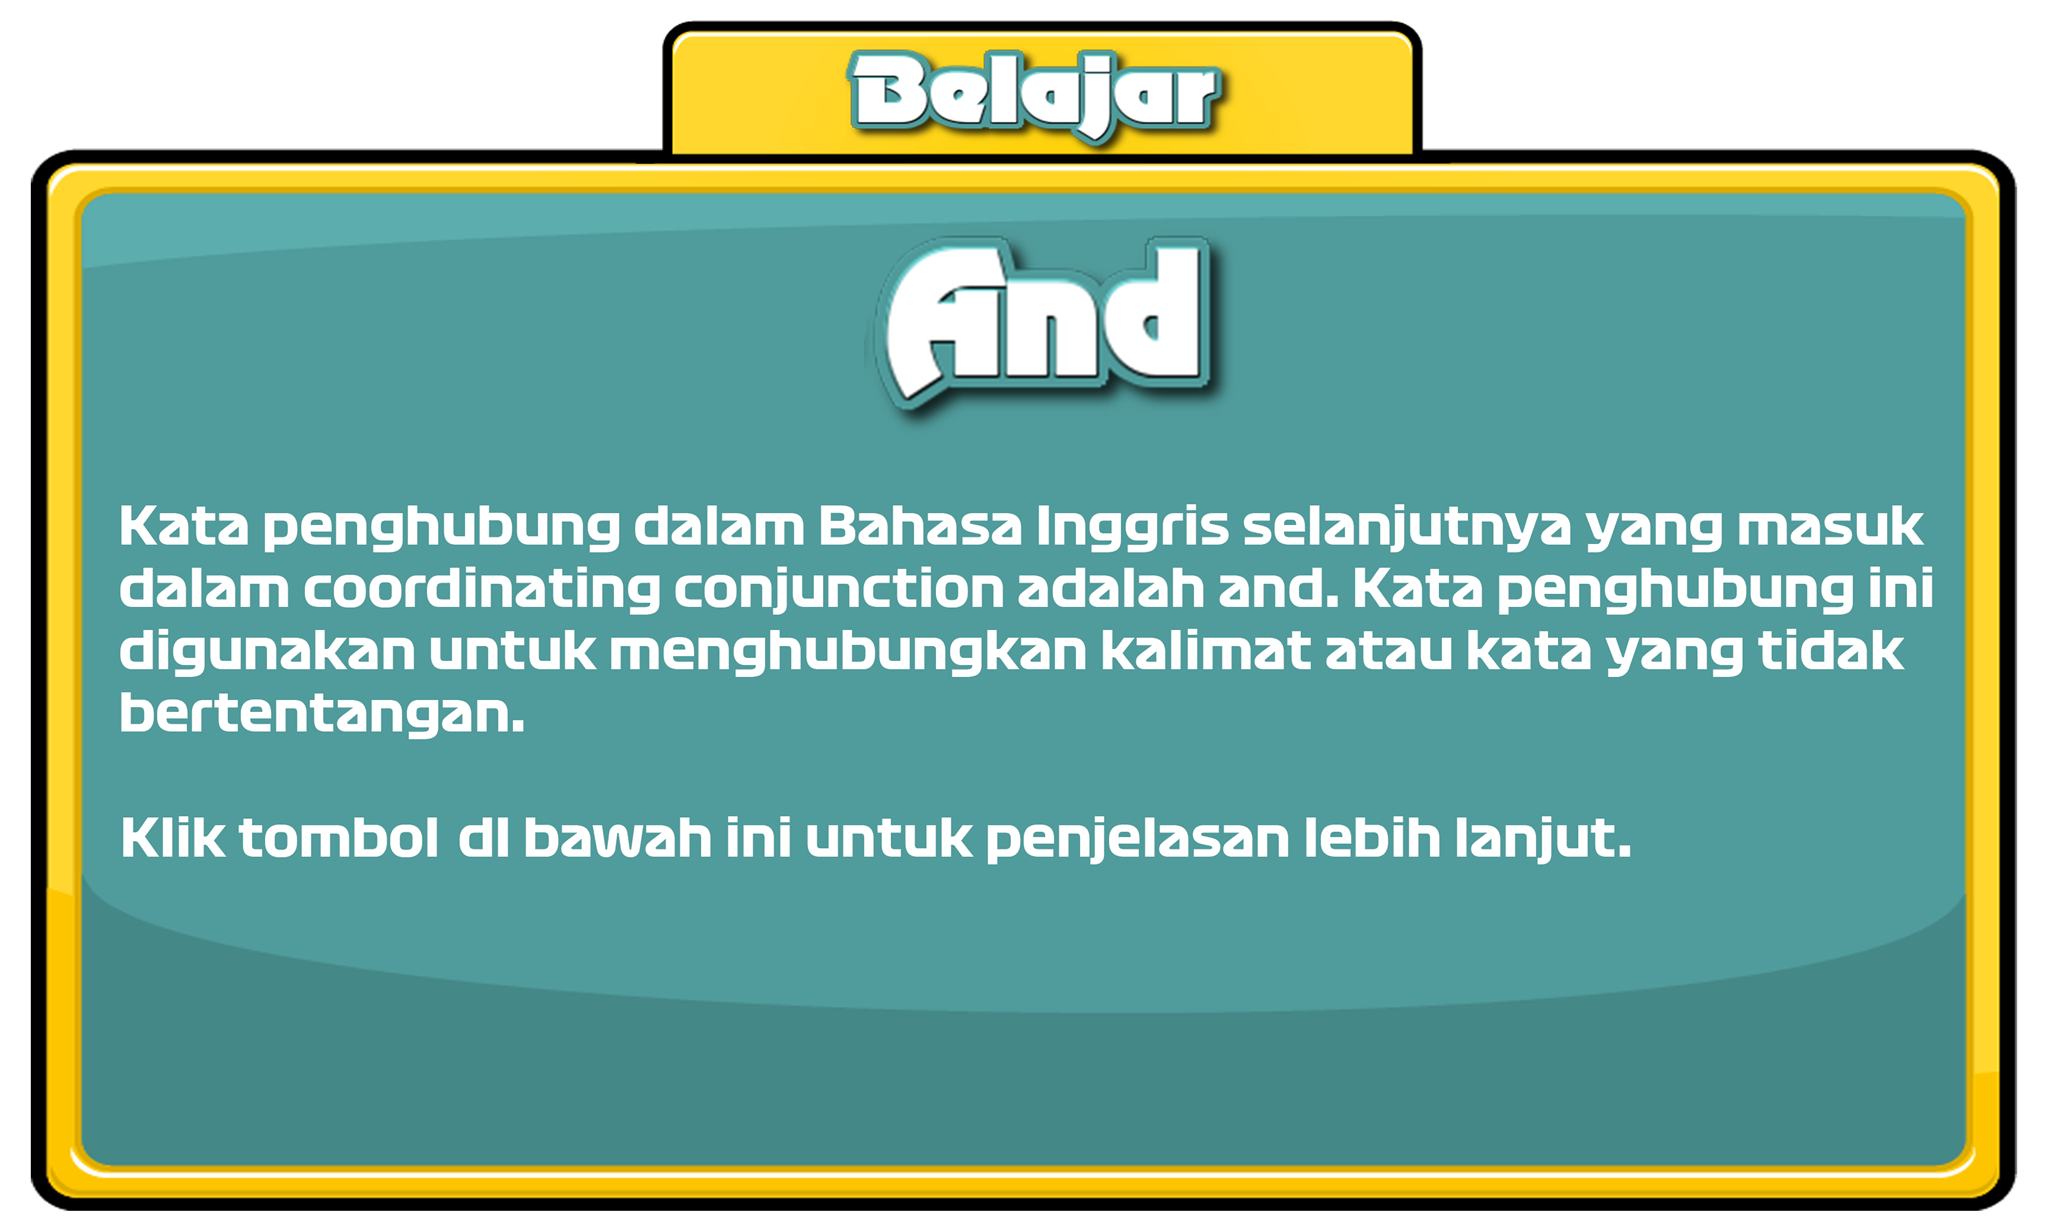 Belajar
And
Kata penghubung dalam Bahasa Inggris selanjutnya yang masuk
dalam coordinating conjunction adalah and. Kata penghubung ini
digunakan untuk menghubungkan kalimat atau kata yang tidak
bertentangan.
Klik tombol dI bawah ini untuk penjelasan lebih lanjut.